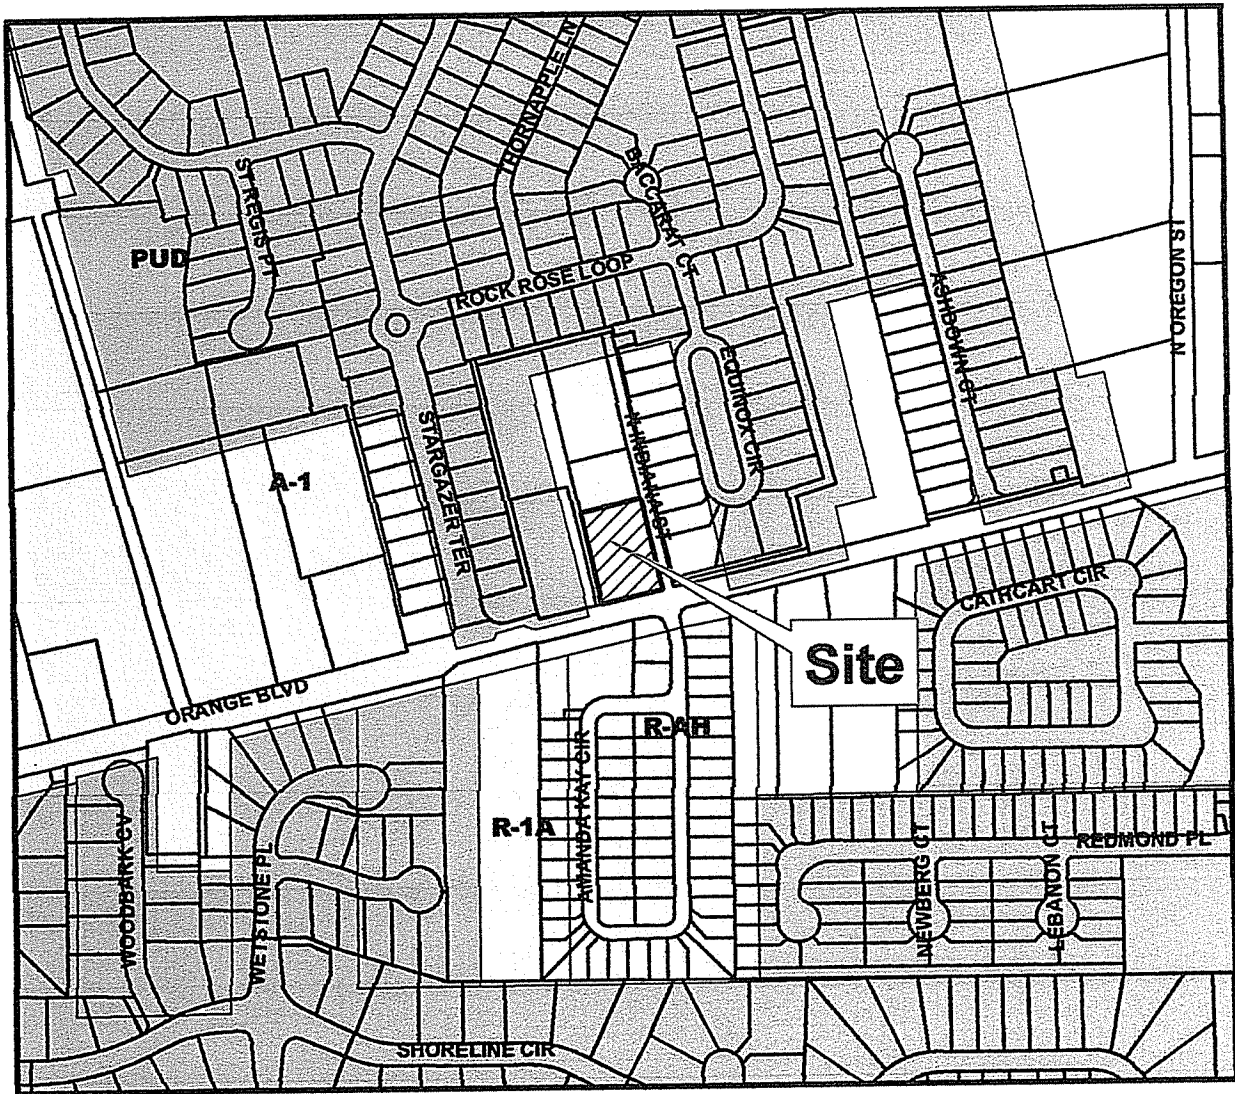 THORNAPPLE LN
ST REGIS PT
BACCARAT CT
PUD
ROCK ROSE LOOP
N OREGON ST
ASHDOWN CT
EQUINOX CIR
STARGAZER TER
N INDIANA CT
A-1
CATHCART CIR
Site
ORANGE BLVD
R-AH
R-1A
AMANDA KAY CIR
WOODBARK CV
WETSTONE PL
NEWBERG CT
LEBANON CT
REDMOND PL
SHORELINE CIR